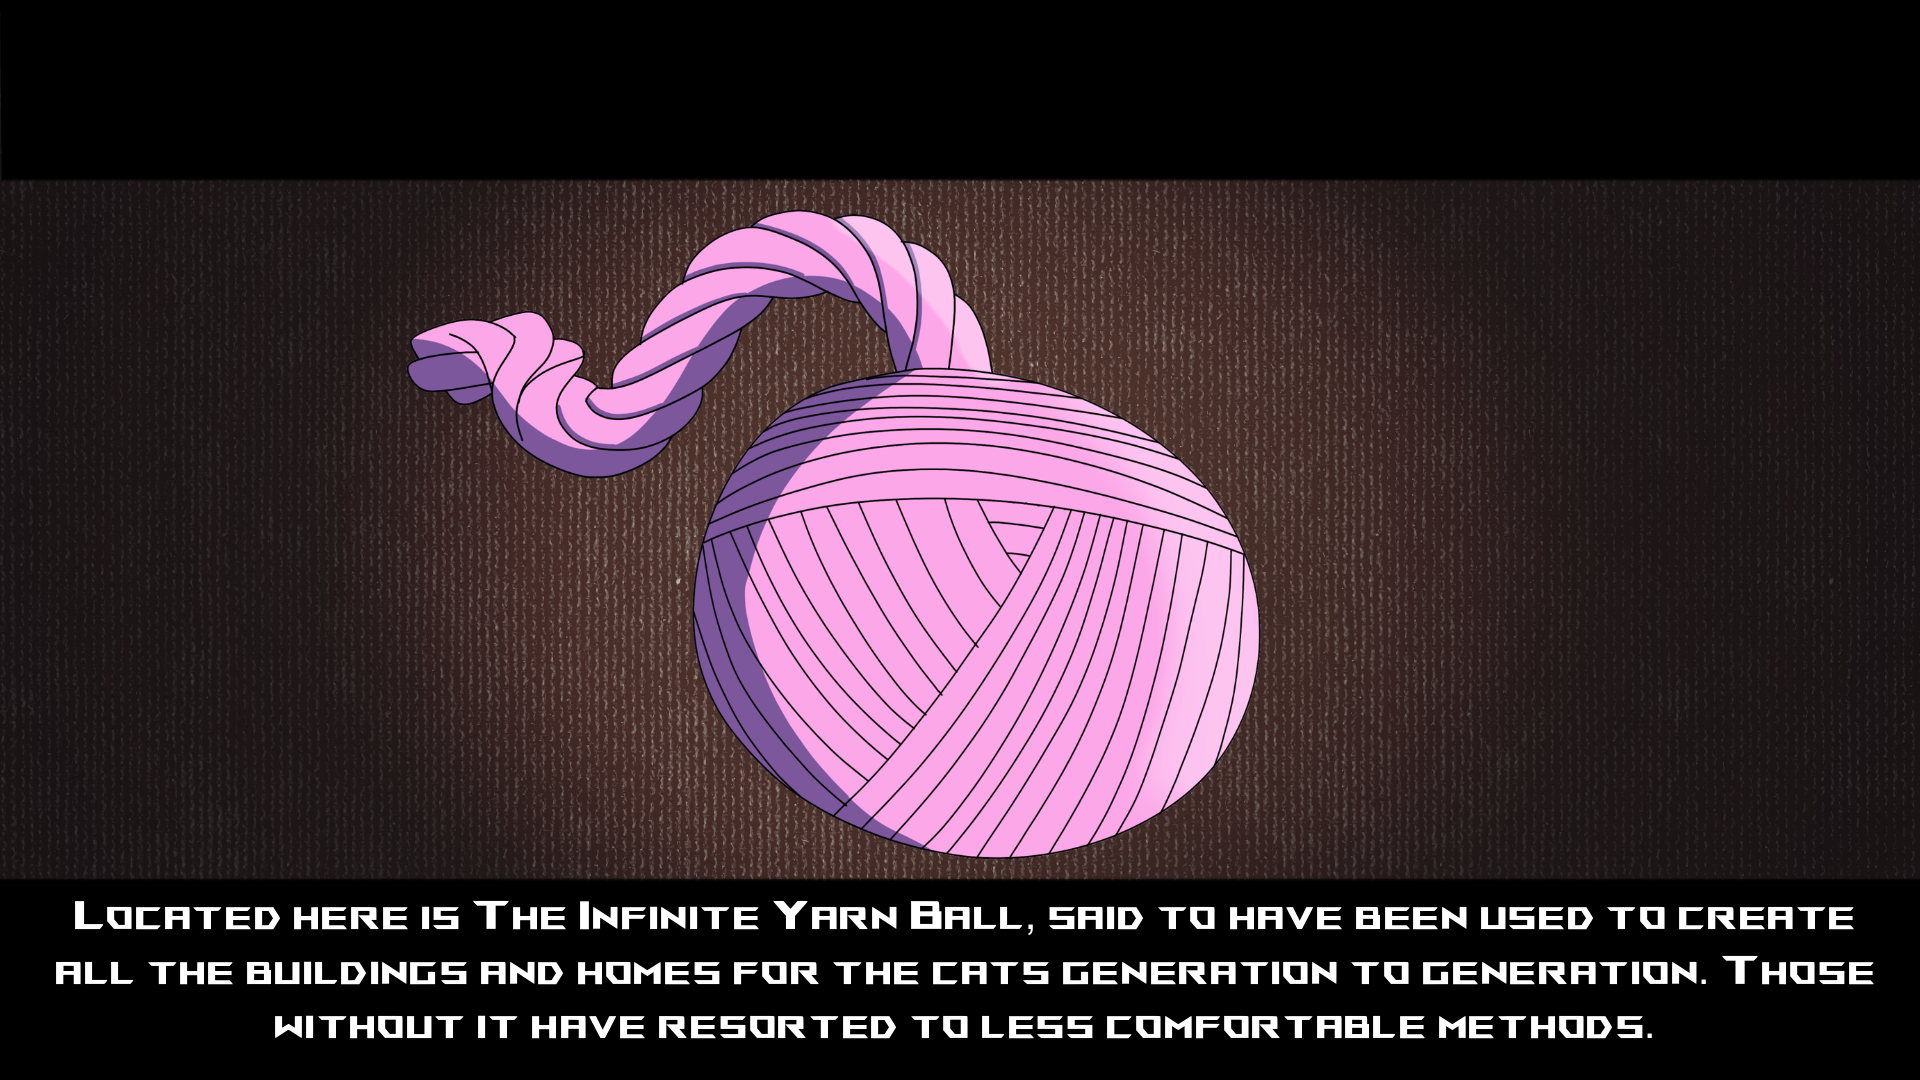 Located here is The Infinite Yarn Ball, said to have been used to create
all the buildings and homes for the cats generation to generation. Those
without it have resorted to less comfortable methods.